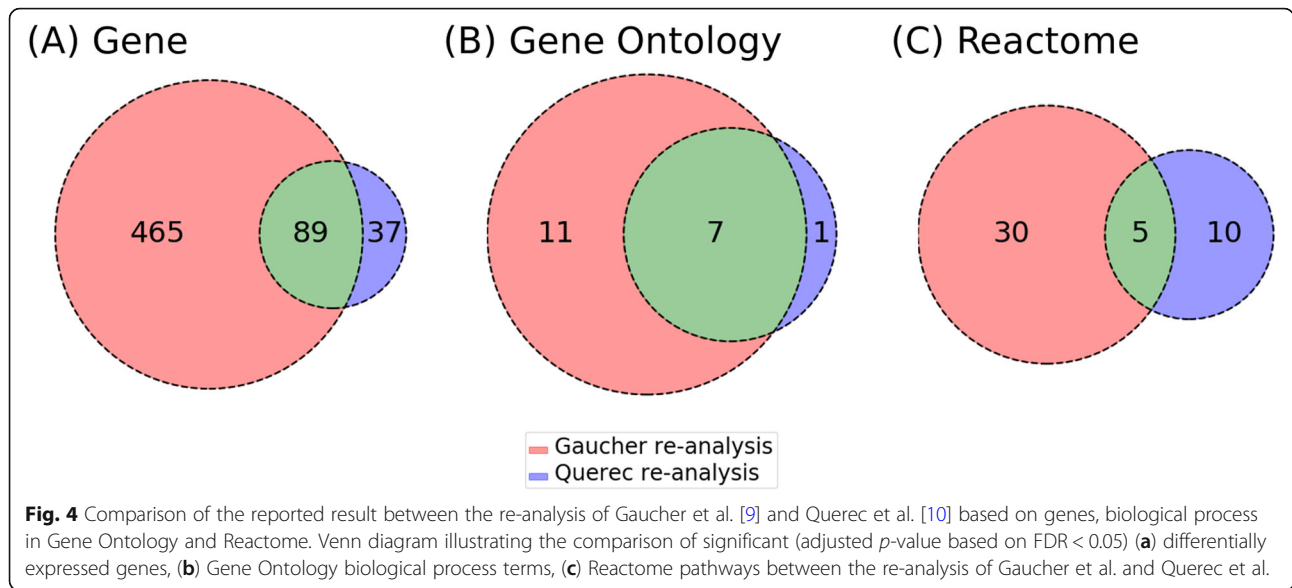 (A) Gene (B) Gene Ontology (C) Reactome
465 89 37 11 7 1 30 5 10
Gaucher re-analysis
Querec re-analysis
Fig. 4 Comparison of the reported result between the re-analysis of Gaucher et al. [9] and Querec et al. [10] based on genes, biological process
in Gene Ontology and Reactome. Venn diagram illustrating the comparison of significant (adjusted p-value based on FDR < 0.05) (a) differentially
expressed genes, (b) Gene Ontology biological process terms, (c) Reactome pathways between the re-analysis of Gaucher et al. and Querec et al.